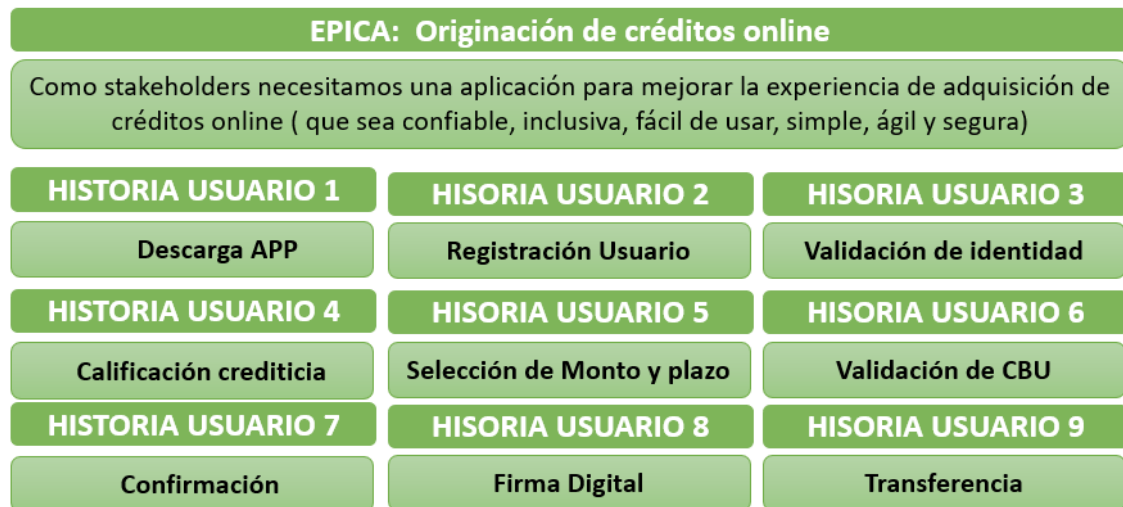 EPICA: Originación de créditos online
Como stakeholders necesitamos una aplicación para mejorar la experiencia de adquisición de
créditos online ( que sea confiable, inclusiva, fácil de usar, simple, ágil y segura)
HISTORIA USUARIO 1
HISORIA USUARIO 2
HISORIA USUARIO 3
Descarga APP
Registración Usuario
Validación de identidad
HISTORIA USUARIO 4
HISORIA USUARIO 5
HISORIA USUARIO 6
Calificación crediticia
Selección de Monto y plazo
Validación de CBU
HISTORIA USUARIO 7
HISORIA USUARIO 8
HISORIA USUARIO 9
Confirmación
Firma Digital
Transferencia